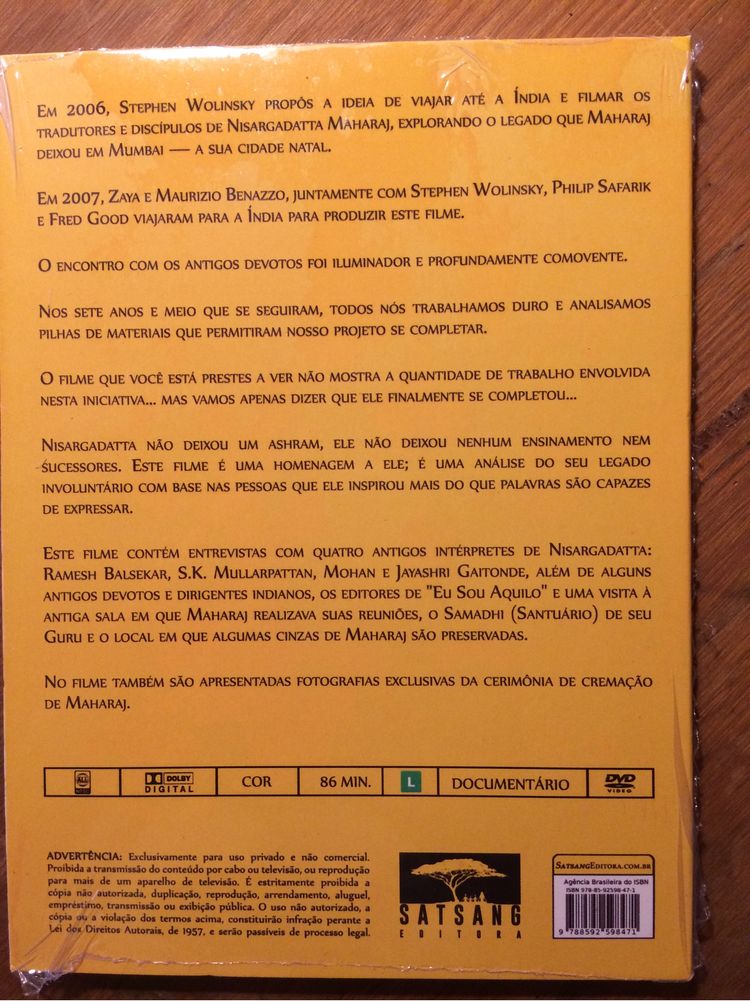 Em 2006, Stephen Wolinsky propôs a ideia de viajar até a Índia e filmar os
tradutores e discípulos de Nisargadatta Maharaj, explorando o legado que Maharaj
deixou em Mumbai — a sua cidade natal.
Em 2007, Zaya e Maurizio Benazzo, juntamente com Stephen Wolinsky, Philip Safarik
e Fred Good viajaram para a Índia para produzir este filme.
O encontro com os antigos devotos foi iluminador e profundamente comovente.
Nos sete anos e meio que se seguiram, todos nós trabalhamos duro e analisamos
pilhas de materiais que permitiram nosso projeto se completar.
O filme que você está prestes a ver não mostra a quantidade de trabalho envolvida
nesta iniciativa... mas vamos apenas dizer que ele finalmente se completou...
Nisargadatta não deixou um ashram, ele não deixou nenhum ensinamento nem
sucessores. Este filme é uma homenagem a ele; é uma análise do seu legado
involuntário com base nas pessoas que ele inspirou mais do que palavras são capazes
de expressar.
Este filme contém entrevistas com quatro antigos intérpretes de Nisargadatta:
Ramesh Balsekar, S.K. Mullarpattan, Mohan e Jayashri Gaitonde, além de alguns
antigos devotos e dirigentes indianos, os editores de "Eu Sou Aquilo" e uma visita à
antiga sala em que Maharaj realizava suas reuniões, o Samadhi (Santuário) de seu
Guru e o local em que algumas cinzas de Maharaj são preservadas.
No filme também são apresentadas fotografias exclusivas da cerimônia de cremação
de Maharaj.
ALL DOLBY DIGITAL COR 86 MIN. L DOCUMENTÁRIO DVD VIDEO
ADVERTÊNCIA: Exclusivamente para uso privado e não comercial.
Proibida a transmissão do conteúdo por cabo ou televisão, ou reprodução
para mais de um aparelho de televisão. É estritamente proibida a
cópia não autorizada, duplicação, reprodução, arrendamento, aluguel,
empréstimo, transmissão ou exibição pública. O uso não autorizado, a
cópia ou a violação dos termos acima, constituirão infração perante a
Lei dos Direitos Autorais, de 1957, e serão passíveis de processo legal.
SATSANG
EDITORA
SatsangEditora.com.br
Agência Brasileira do ISBN
ISBN 978-85-92598-47-1
9 788592 598471